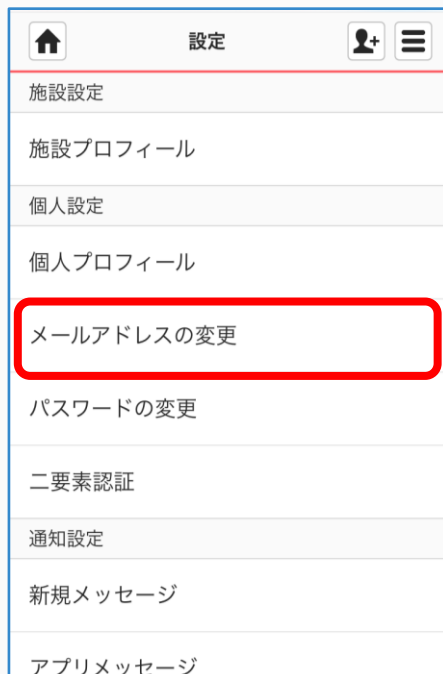 設定
施設設定
施設プロフィール
個人設定
個人プロフィール
メールアドレスの変更
パスワードの変更
二要素認証
通知設定
新規メッセージ
アプリメッセージ